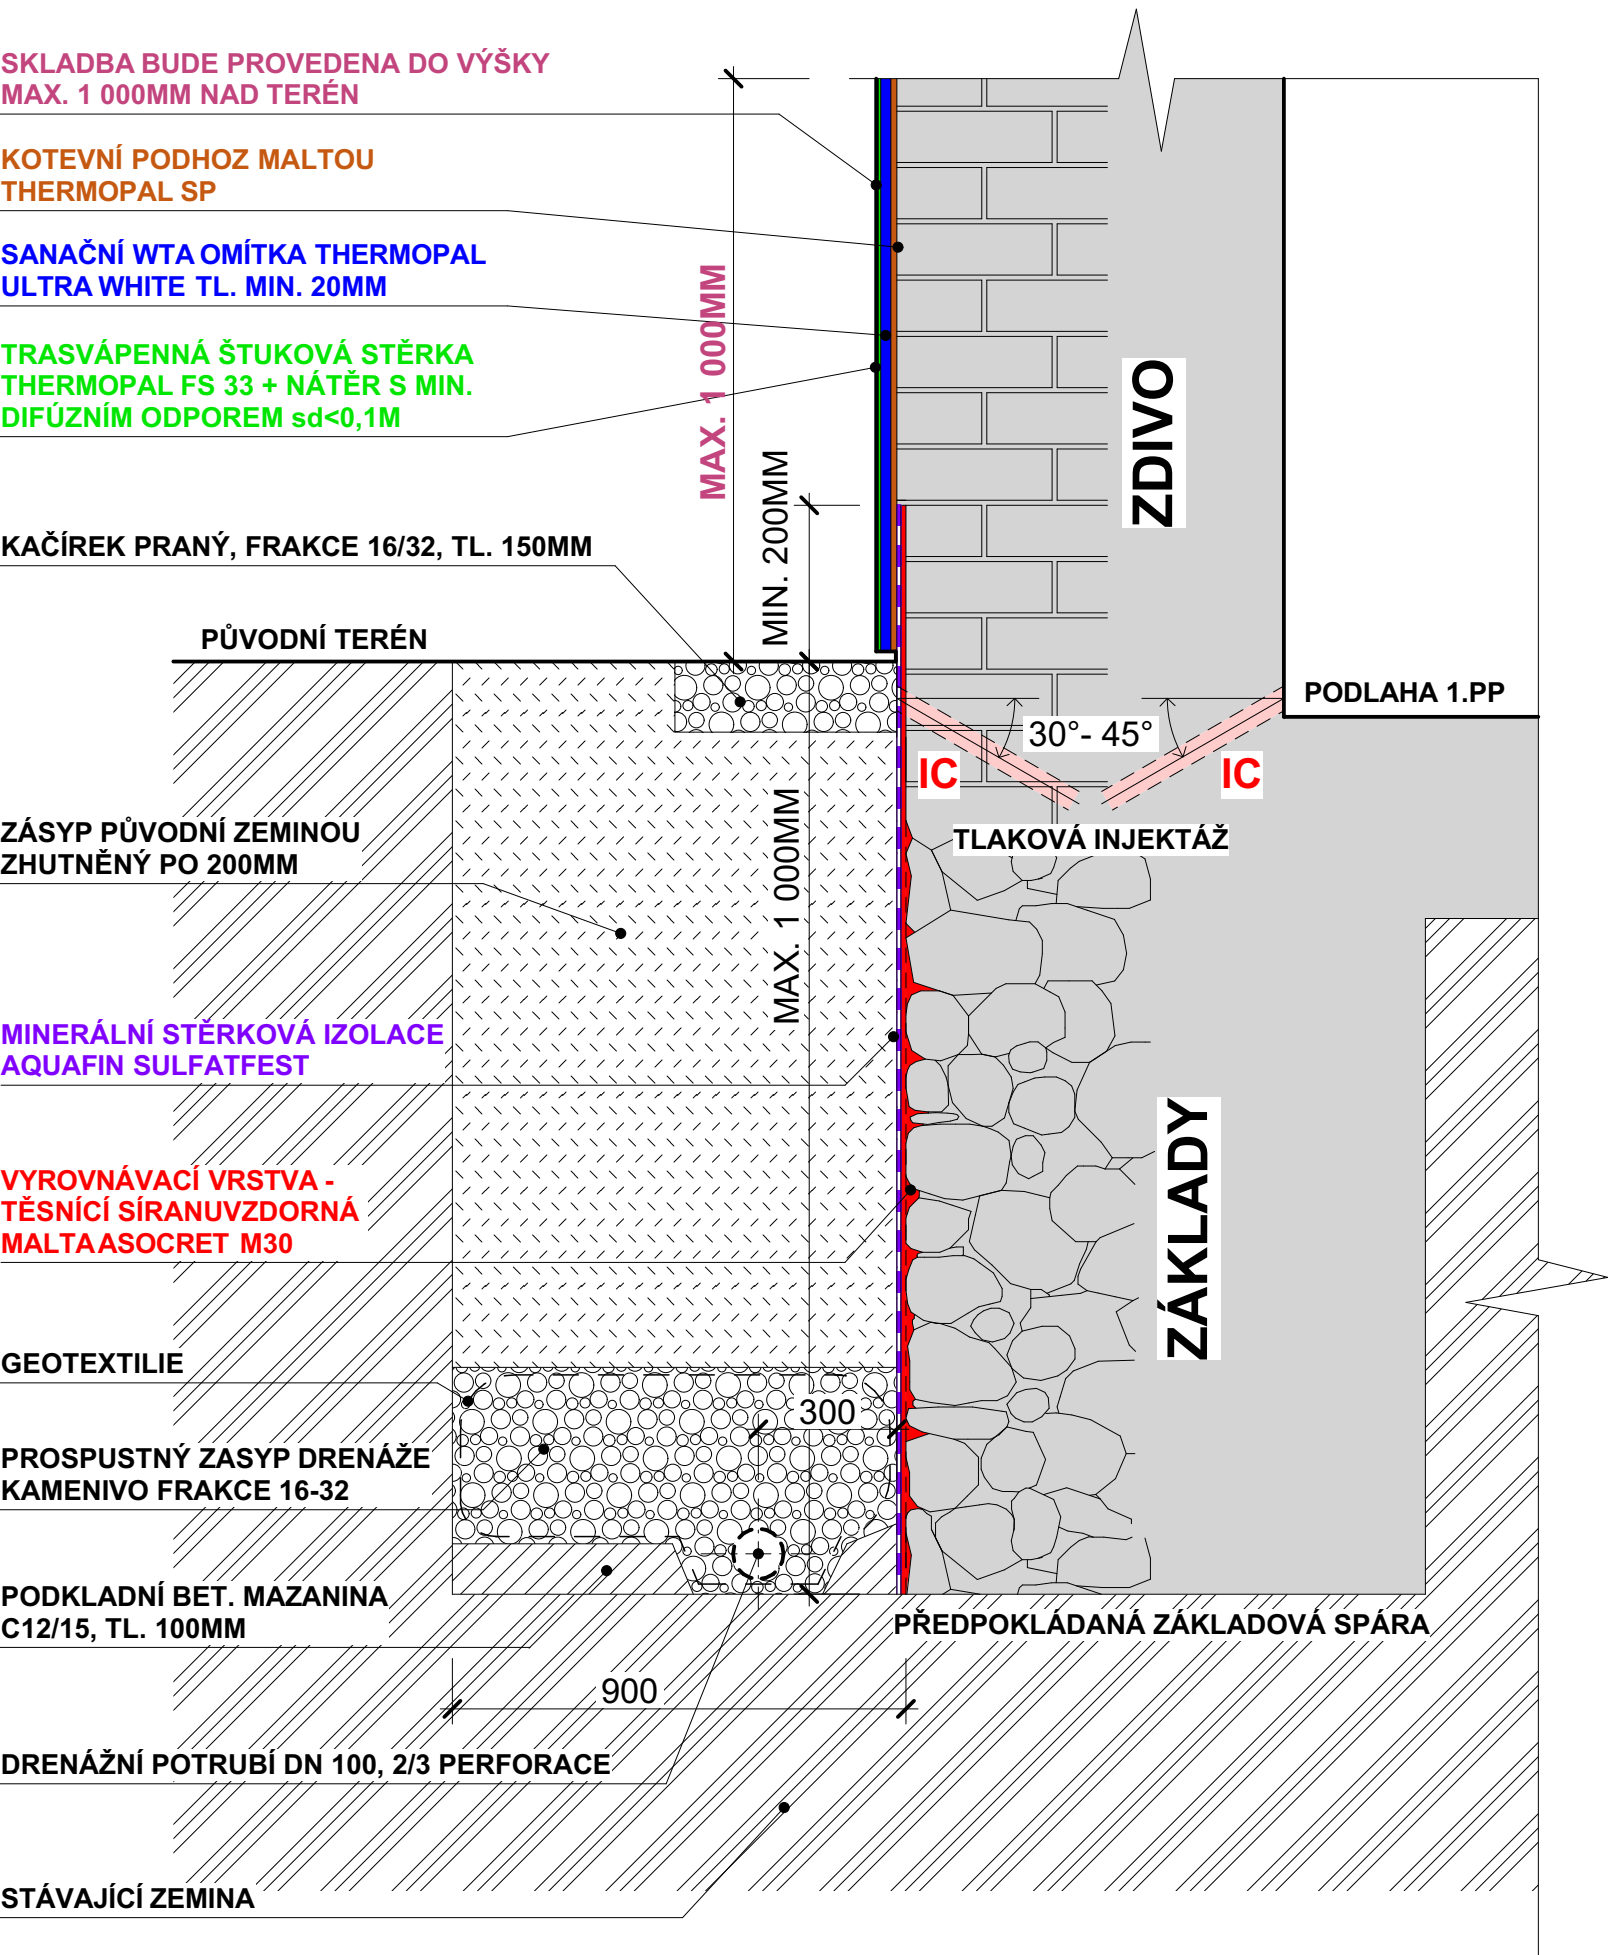 SKLADBA BUDE PROVEDENA DO VÝŠKY
MAX. 1 000MM NAD TERÉN
KOTEVNÍ PODHOZ MALTOU
THERMOPAL SP
SANAČNÍ WTA OMÍTKA THERMOPAL
ULTRA WHITE TL. MIN. 20MM
TRASVÁPENNÁ ŠTUKOVÁ STĚRKA
THERMOPAL FS 33 + NÁTĚR S MIN.
DIFÚZNÍM ODPOREM sd<0,1M
MAX. 1 000MM
MIN. 200MM
ZDIVO
KAČÍREK PRANÝ, FRAKCE 16/32, TL. 150MM
PŮVODNÍ TERÉN
PODLAHA 1.PP
30°- 45°
IC
IC
TLAKOVÁ INJEKTÁŽ
ZÁSYP PŮVODNÍ ZEMINOU
ZHUTNĚNÝ PO 200MM
MAX. 1 000MM
MINERÁLNÍ STĚRKOVÁ IZOLACE
AQUAFIN SULFATFEST
VYROVNÁVACÍ VRSTVA -
TĚSNÍCÍ SÍRANUVZDORNÁ
MALTA ASOCRET M30
ZÁKLADY
GEOTEXTILIE
300
PROSPUSTNÝ ZASYP DRENÁŽE
KAMENIVO FRAKCE 16-32
PODKLADNÍ BET. MAZANINA
C12/15, TL. 100MM
PŘEDPOKLÁDANÁ ZÁKLADOVÁ SPÁRA
900
DRENÁŽNÍ POTRUBÍ DN 100, 2/3 PERFORACE
STÁVAJÍCÍ ZEMINA